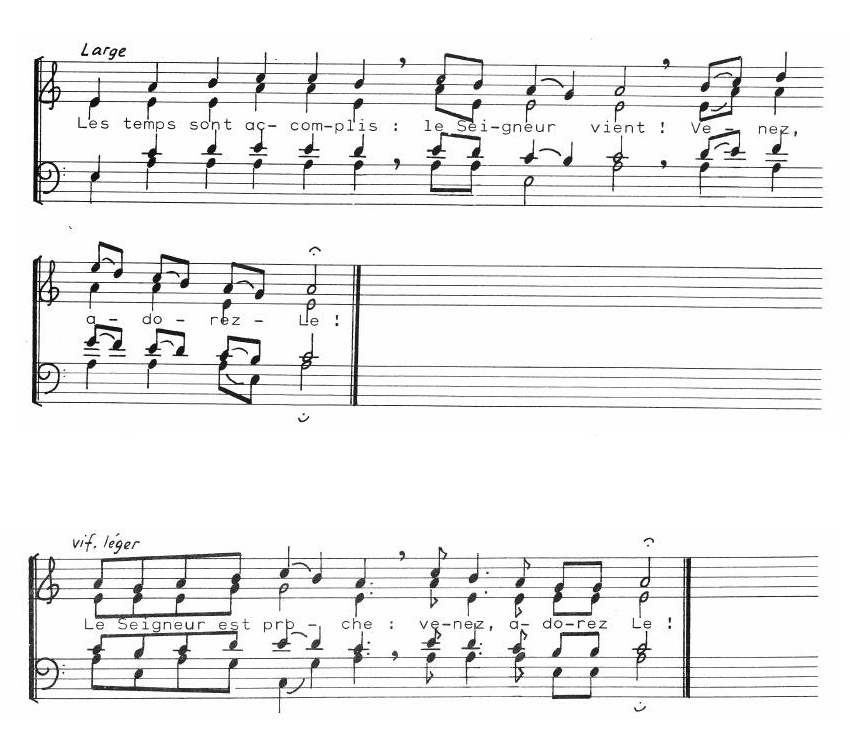 Large
Les temps sont ac- com-plis : le Sei-gneur vient ! Ve - nez,
a - do - rez - Le !
vif. léger
Le Seigneur est pro - che : ve-nez, a- do-rez Le !